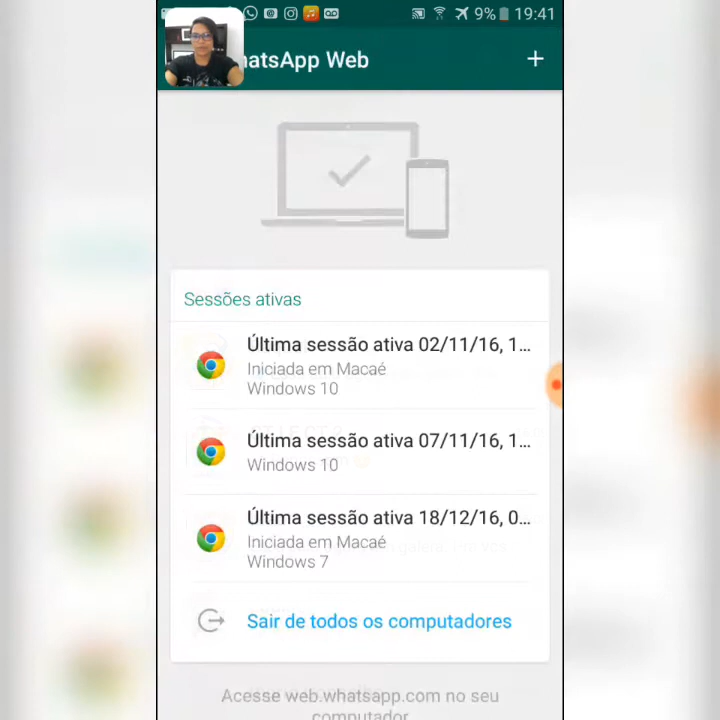 9% 19:41
hatsApp Web
+
Sessões ativas
Última sessão ativa 02/11/16, 1...
Iniciada em Macaé
Windows 10
Última sessão ativa 07/11/16, 1...
Windows 10
Última sessão ativa 18/12/16, 0...
Iniciada em Macaé
Windows 7
Sair de todos os computadores
Acesse web.whatsapp.com no seu
computador